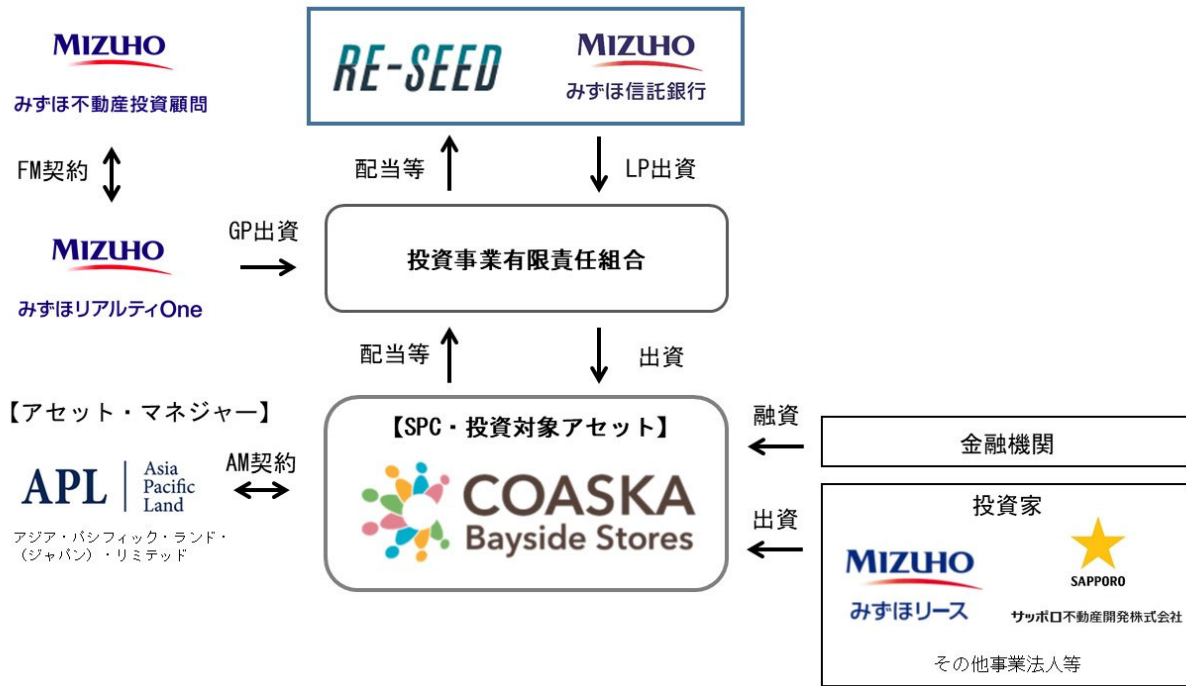 MIZUHO
みずほ不動産投資顧問
RE-SEED
MIZUHO
みずほ信託銀行
FM契約
配当等
LP出資
MIZUHO
みずほリアルティOne
GP出資
投資事業有限責任組合
配当等
出資
【アセット・マネジャー】
APL
Asia
Pacific
Land
アジア・パシフィック・ランド・
(ジャパン)・リミテッド
AM契約
【SPC・投資対象アセット】
COASKA
Bayside Stores
融資
金融機関
出資
投資家
MIZUHO
みずほリース
SAPPORO
サッポロ不動産開発株式会社
その他事業法人等